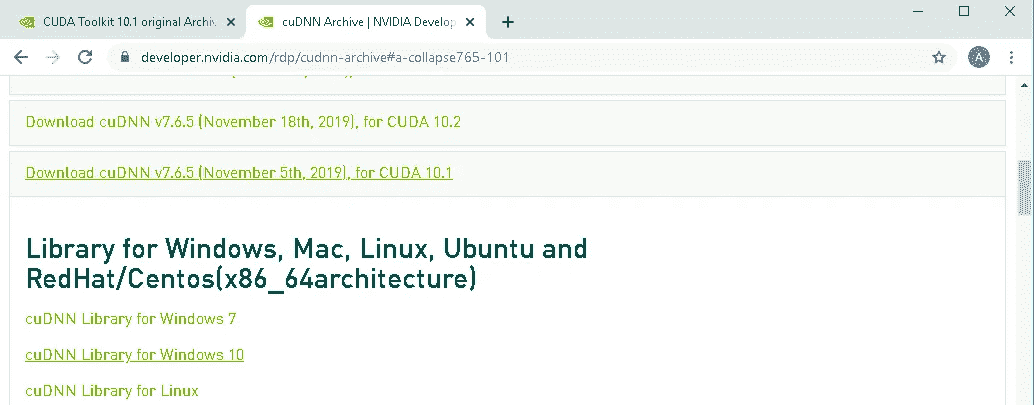 CUDA Toolkit 10.1 original Archiv
cuDNN Archive | NVIDIA Develop
developer.nvidia.com/rdp/cudnn-archive#a-collapse765-101
A
Download cuDNN v7.6.5 (November 18th, 2019), for CUDA 10.2
Download cuDNN v7.6.5 (November 5th, 2019), for CUDA 10.1
Library for Windows, Mac, Linux, Ubuntu and
RedHat/Centos(x86_64architecture)
cuDNN Library for Windows 7
cuDNN Library for Windows 10
cuDNN Library for Linux